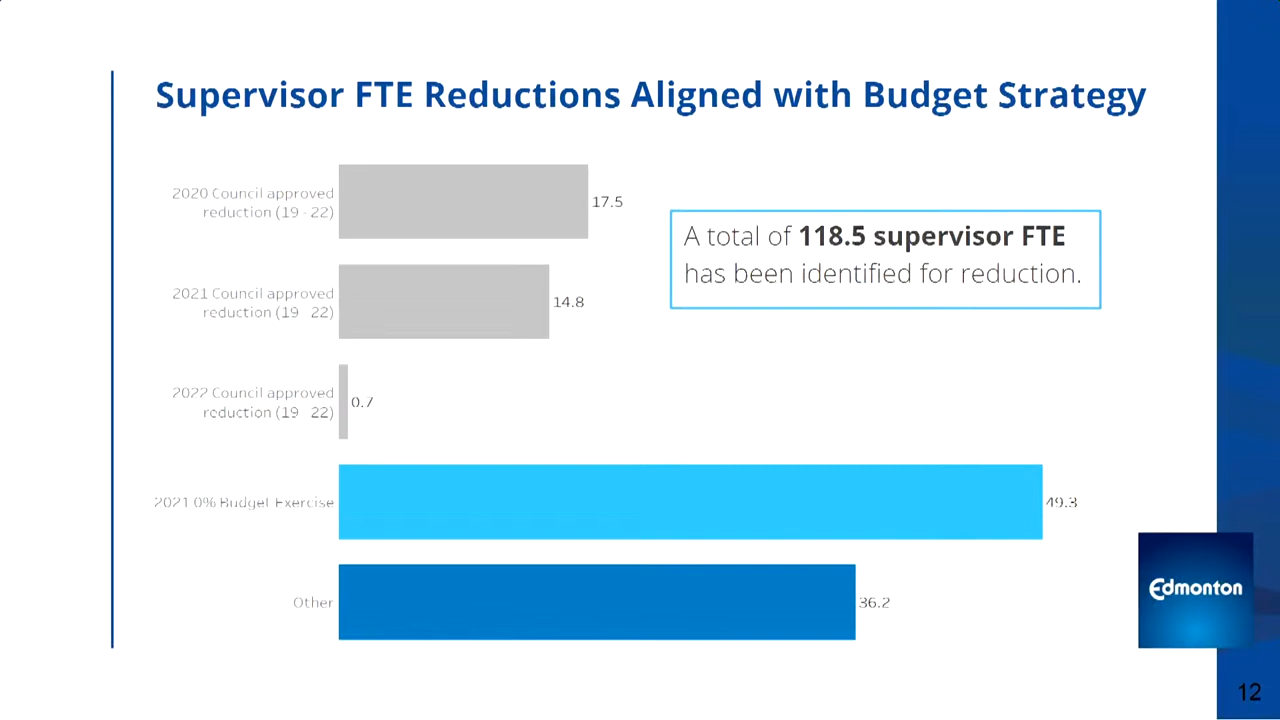 Supervisor FTE Reductions Aligned with Budget Strategy
2020 Council approved
reduction (19 - 22)
17.5
A total of 118.5 supervisor FTE
has been identified for reduction.
2021 Council approved
reduction (19 22)
14.8
2022 Council approved
reduction (19 22)
0.7
2021 0% Budget Exercise
49.3
Other
36.2
Edmonton
12